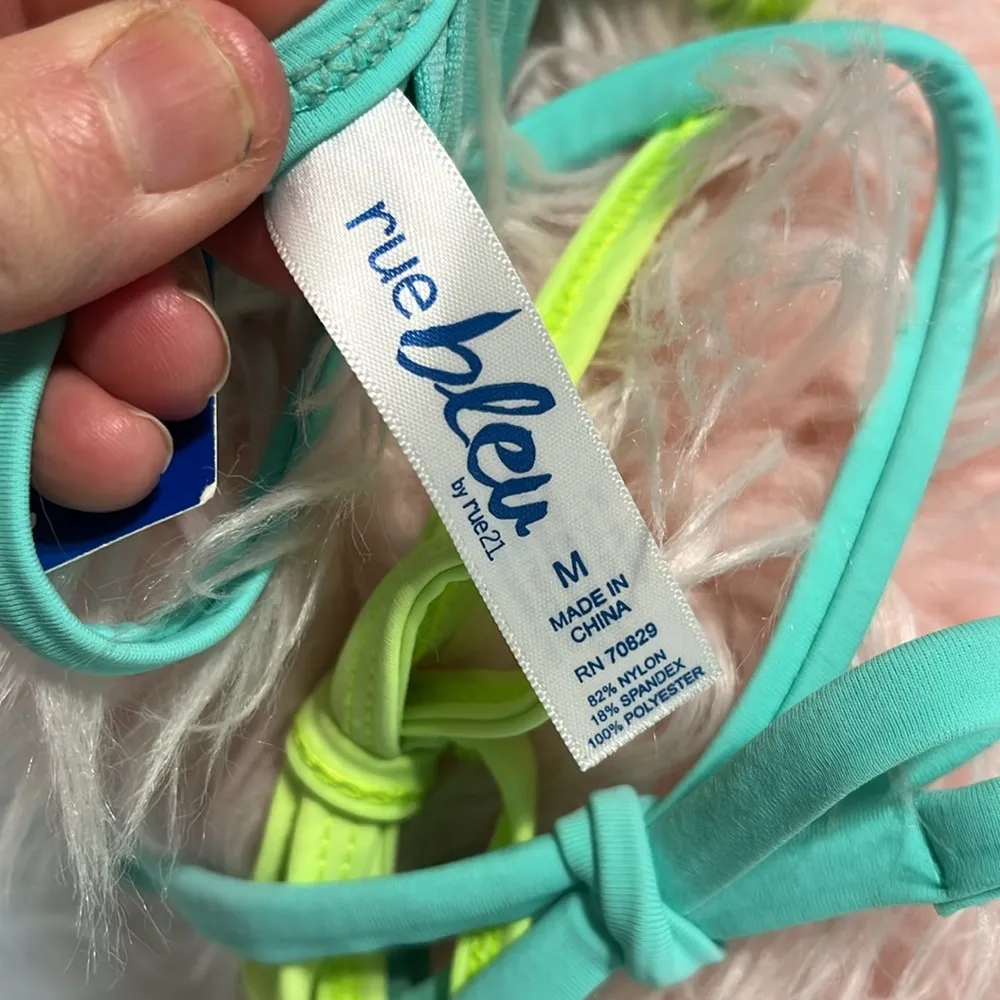 rue
bleu
by rue21
M
MADE IN
CHINA
RN 70829
82% NYLON
18% SPANDEX
100% POLYESTER